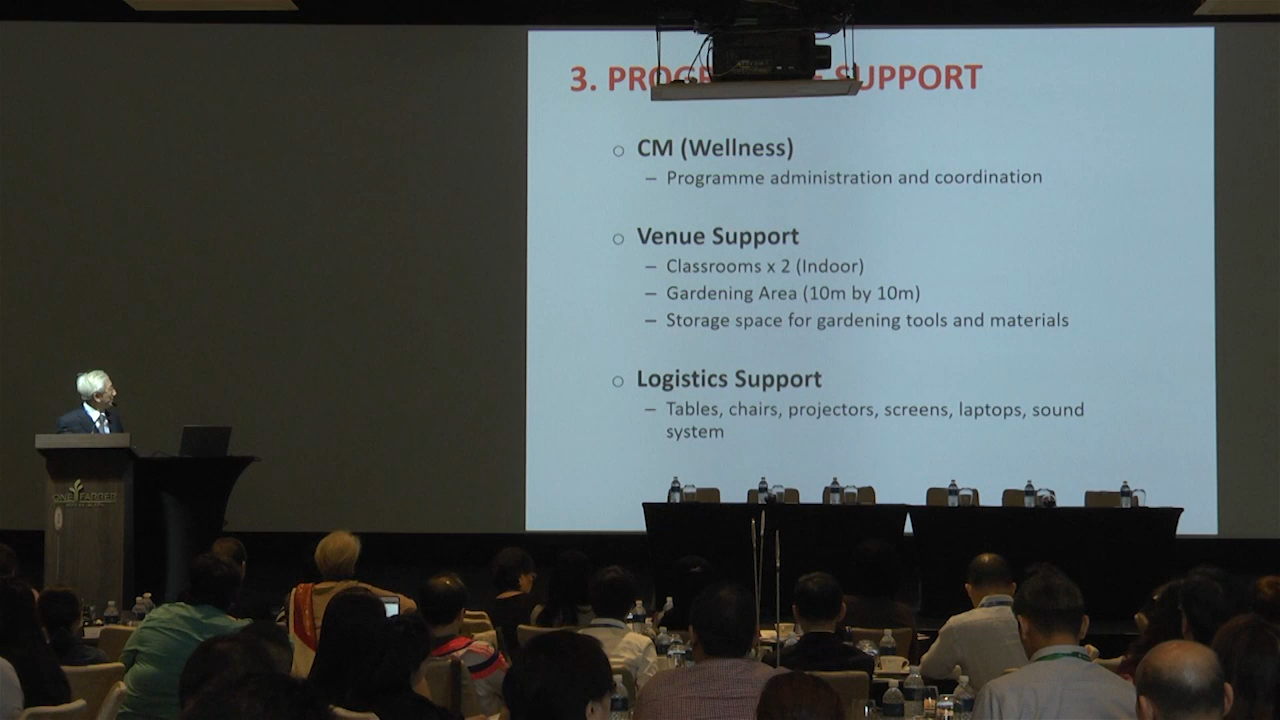 3. PROGR SUPPORT
CM (Wellness)
– Programme administration and coordination
Venue Support
– Classrooms x 2 (Indoor)
– Gardening Area (10m by 10m)
– Storage space for gardening tools and materials
Logistics Support
– Tables, chairs, projectors, screens, laptops, sound
system
ONE FARRER